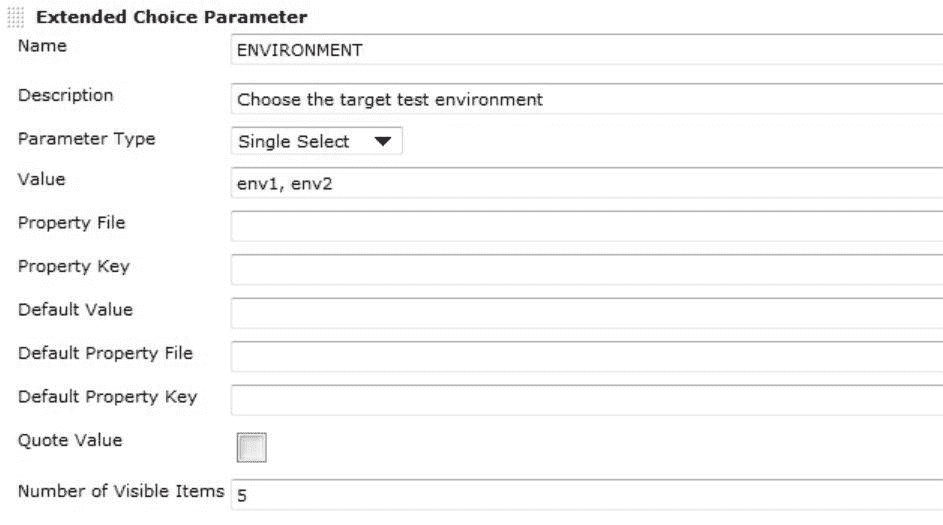 Extended Choice Parameter
Name ENVIRONMENT
Description Choose the target test environment
Parameter Type Single Select
Value env1, env2
Property File
Property Key
Default Value
Default Property File
Default Property Key
Quote Value
Number of Visible Items 5